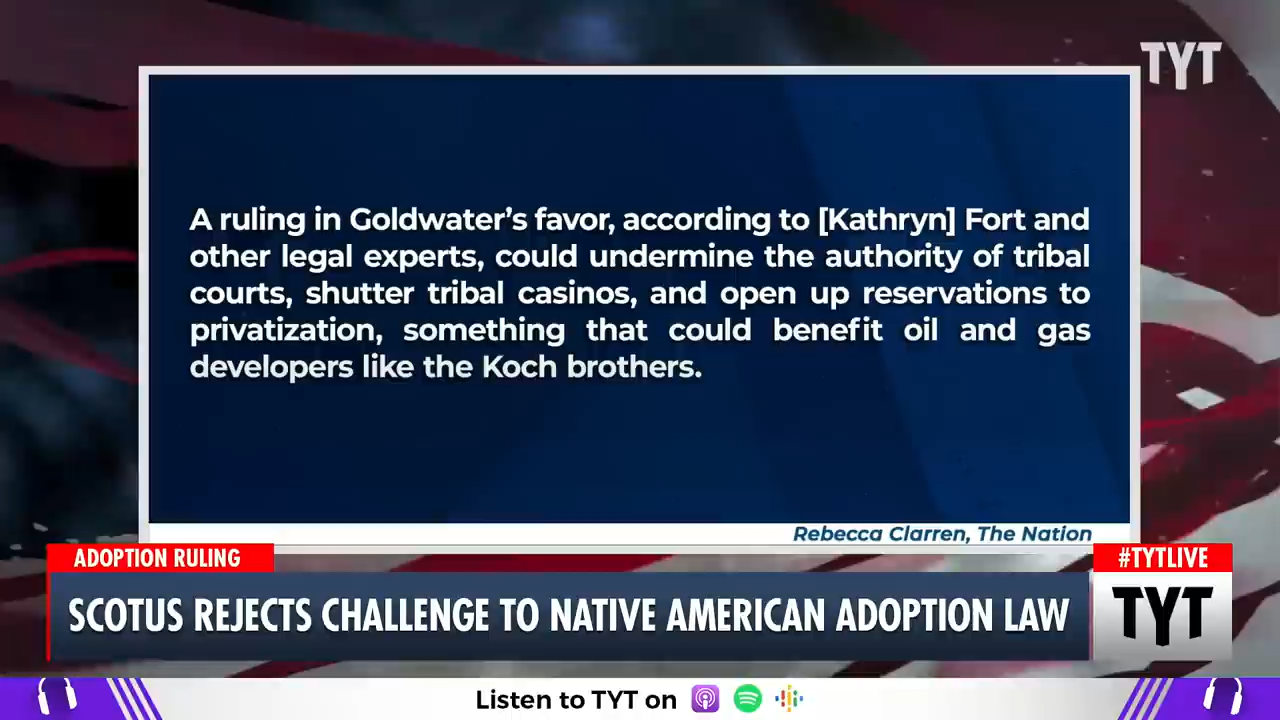 TYT
A ruling in Goldwater's favor, according to [Kathryn] Fort and
other legal experts, could undermine the authority of tribal
courts, shutter tribal casinos, and open up reservations to
privatization, something that could benefit oil and gas
developers like the Koch brothers.
Rebecca Clarren, The Nation
ADOPTION RULING
#TYTLIVE
SCOTUS REJECTS CHALLENGE TO NATIVE AMERICAN ADOPTION LAW
TYT
Listen to TYT on